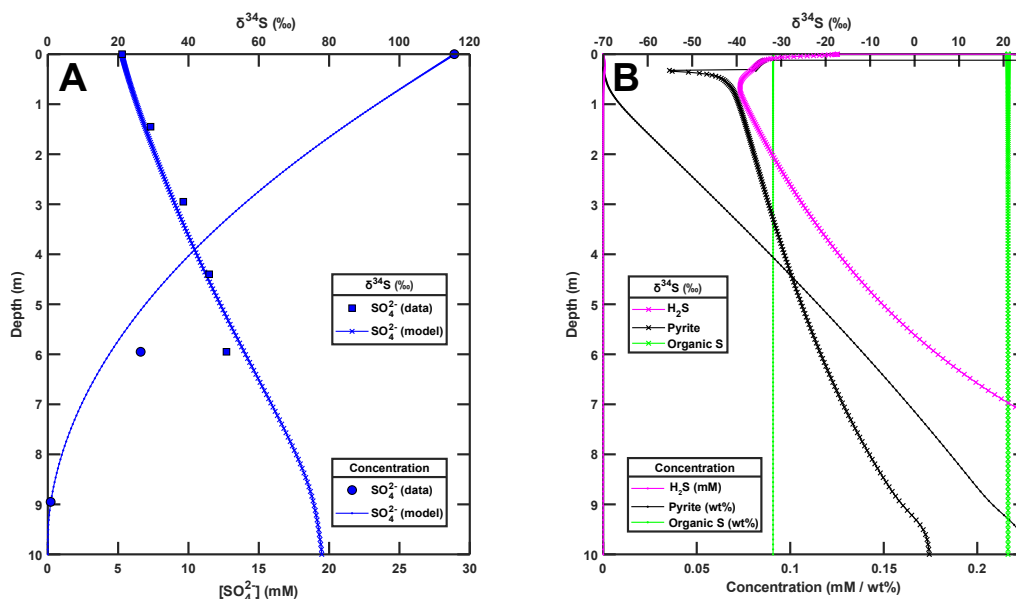 δ³⁴S (‰)
0 20 40 60 80 100 120
A
0
1
2
3
4
5
6
7
8
9
10
Depth (m)
δ³⁴S (‰)
SO₄²⁻ (data)
SO₄²⁻ (model)
Concentration
SO₄²⁻ (data)
SO₄²⁻ (model)
0 5 10 15 20 25 30
[SO₄²⁻] (mM)
δ³⁴S (‰)
-70 -60 -50 -40 -30 -20 -10 0 10 20
B
0
1
2
3
4
5
6
7
8
9
10
Depth (m)
δ³⁴S (‰)
H₂S
Pyrite
Organic S
Concentration
H₂S (mM)
Pyrite (wt%)
Organic S (wt%)
0 0.05 0.1 0.15 0.2
Concentration (mM / wt%)